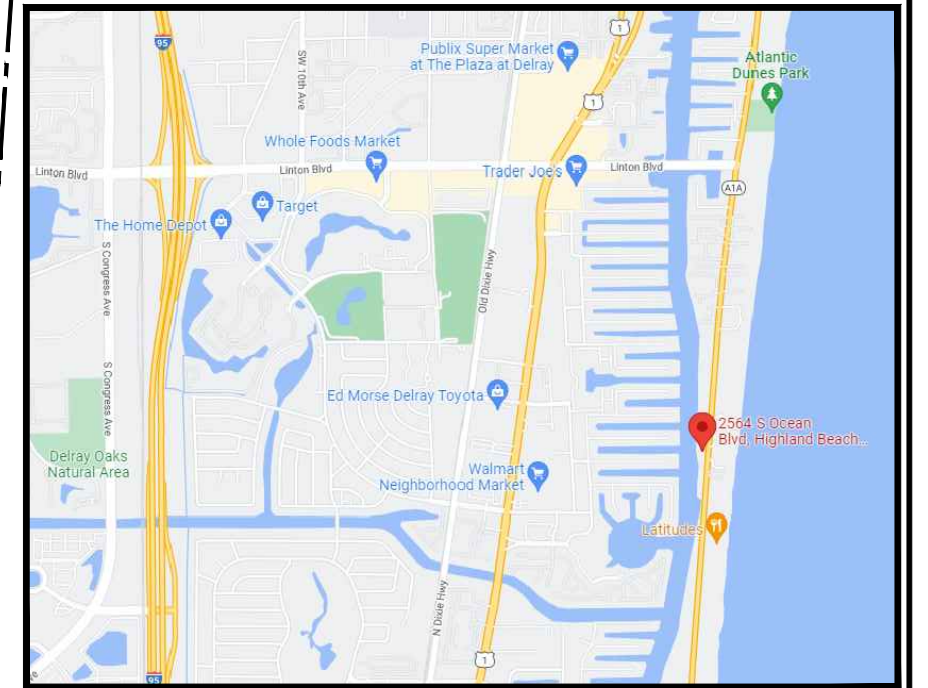 1
95
Publix Super Market
at The Plaza at Delray
Atlantic
Dunes Park
SW 10th Ave
1
Whole Foods Market
Linton Blvd
Linton Blvd
Trader Joe's
Linton Blvd
A1A
Target
The Home Depot
S Congress Ave
Old Dixie Hwy
S Congress Ave
Ed Morse Delray Toyota
2564 S Ocean
Blvd, Highland Beach...
Delray Oaks
Natural Area
Walmart
Neighborhood Market
Latitudes
N Dixie Hwy
1
95